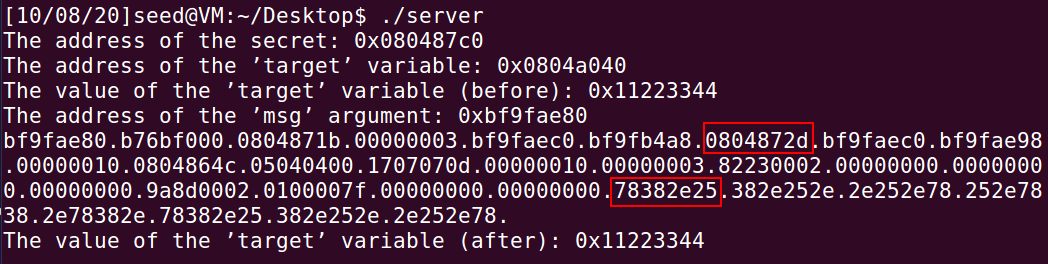 [10/08/20]seed@VM:~/Desktop$ ./server
The address of the secret: 0x080487c0
The address of the ’target’ variable: 0x0804a040
The value of the ’target’ variable (before): 0x11223344
The address of the ’msg’ argument: 0xbf9fae80
bf9fae80.b76bf000.0804871b.00000003.bf9faec0.bf9fb4a8.0804872d.bf9faec0.bf9fae98
.00000010.0804864c.05040400.1707070d.00000010.00000003.82230002.00000000.0000000
0.00000000.9a8d0002.0100007f.00000000.00000000.78382e25.382e252e.2e252e78.252e78
38.2e78382e.78382e25.382e252e.2e252e78.
The value of the ’target’ variable (after): 0x11223344